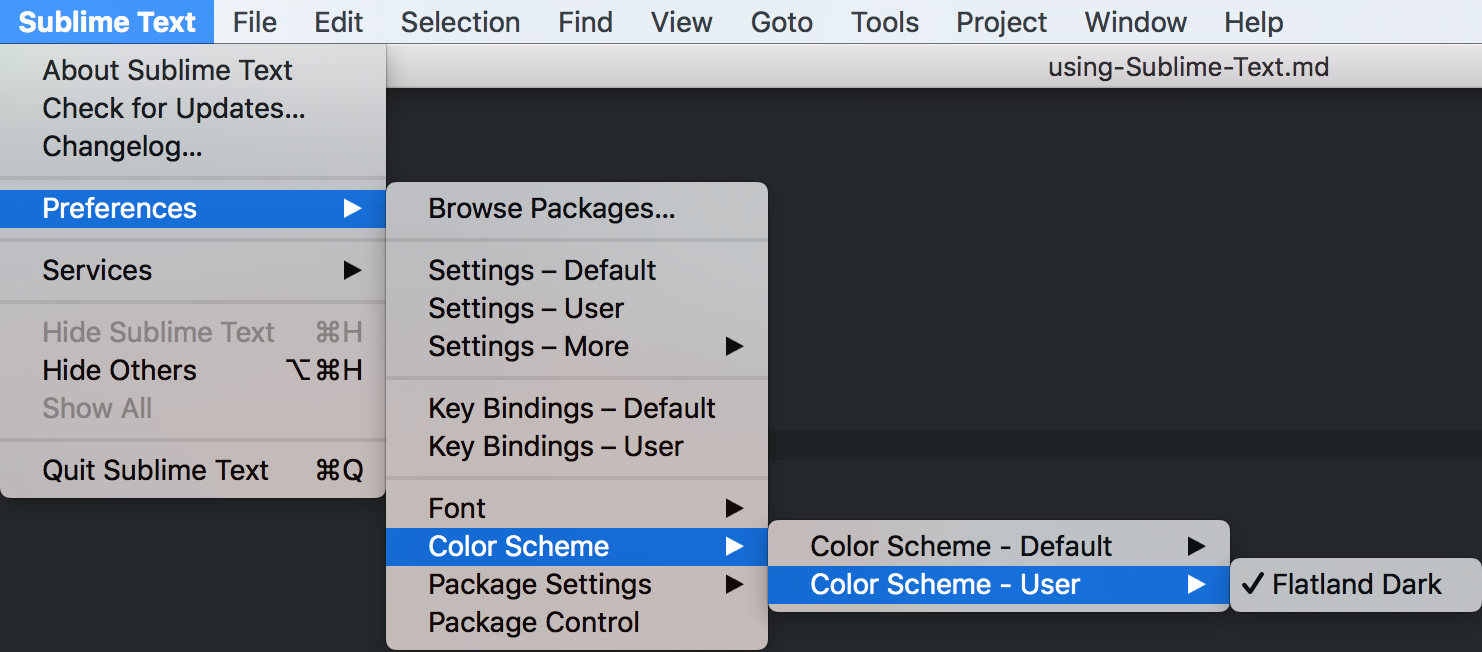 Sublime Text File Edit Selection Find View Goto Tools Project Window Help
using-Sublime-Text.md
About Sublime Text
Check for Updates...
Changelog...
Preferences
Services
Hide Sublime Text ⌘H
Hide Others ⌥⌘H
Show All
Quit Sublime Text ⌘Q
Browse Packages...
Settings – Default
Settings – User
Settings – More
Key Bindings – Default
Key Bindings – User
Font
Color Scheme
Package Settings
Package Control
Color Scheme - Default
Color Scheme - User
✓ Flatland Dark